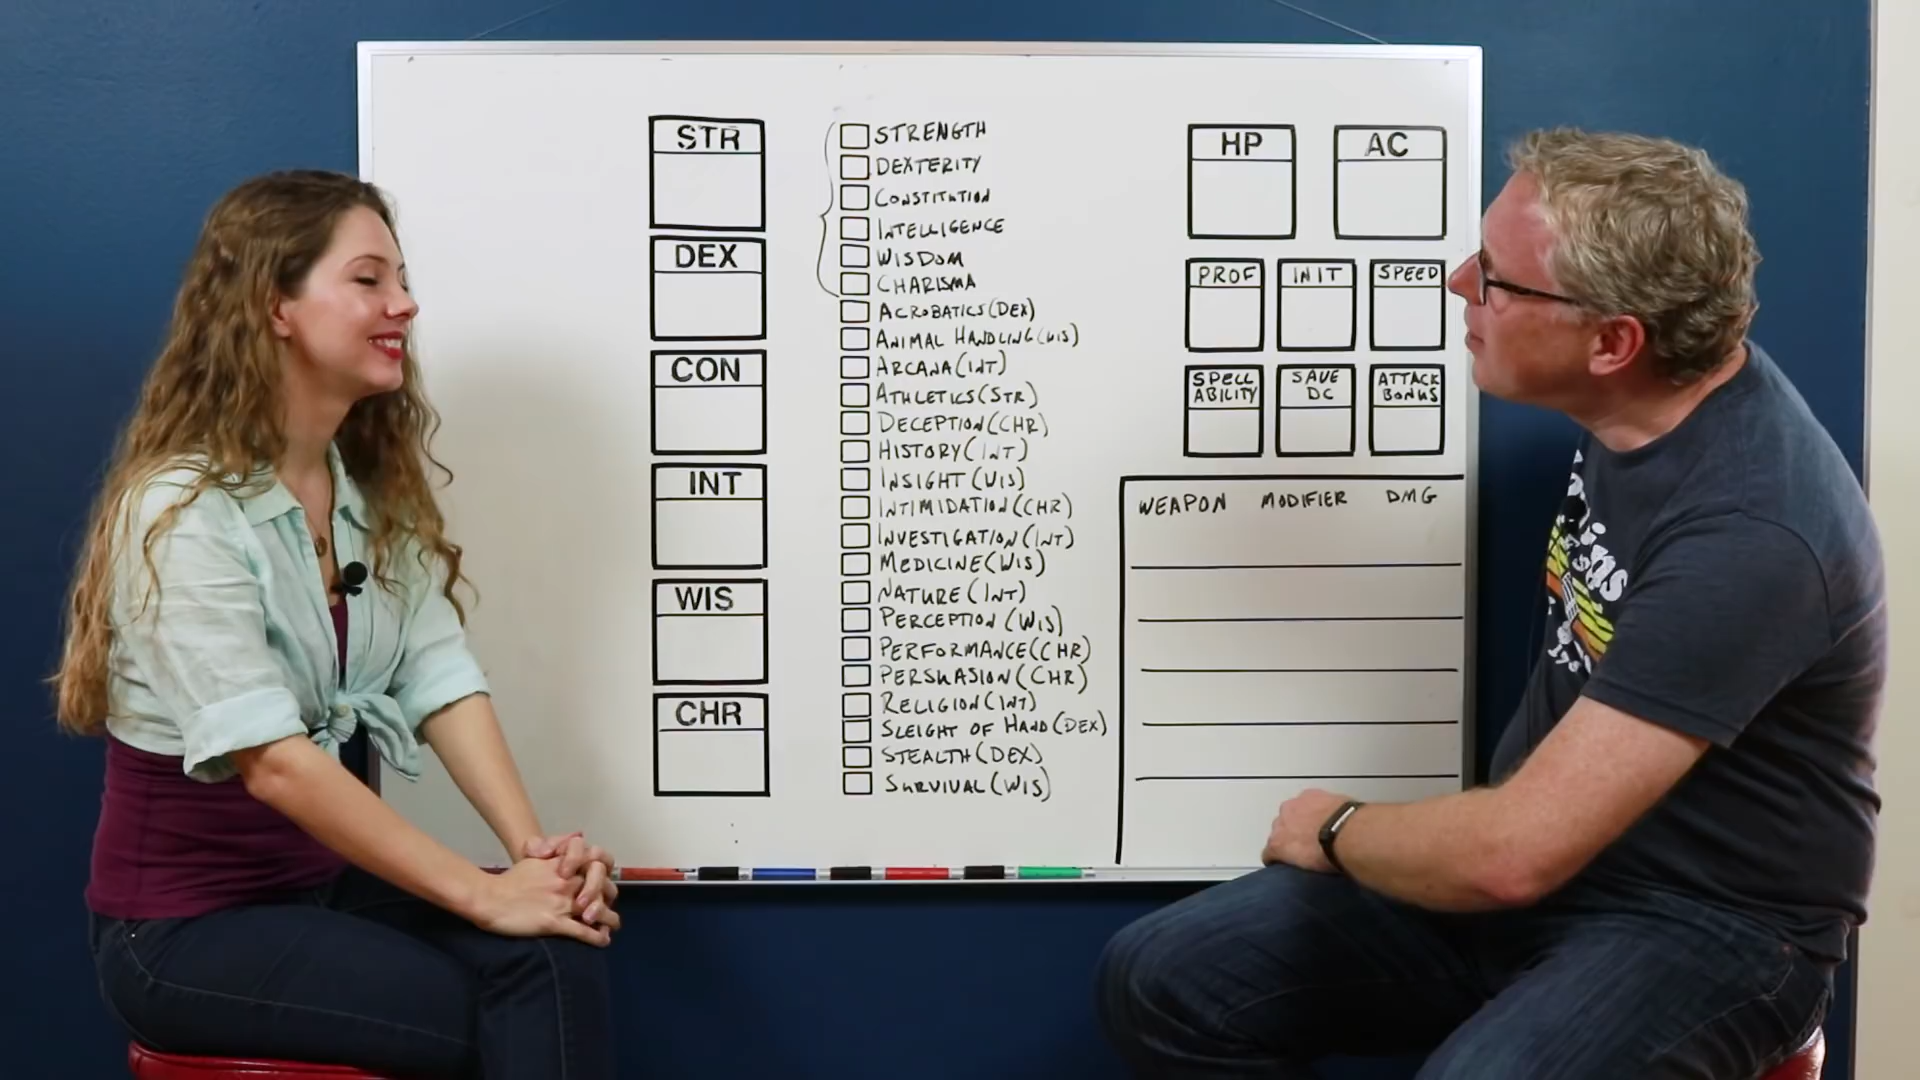 STR
DEX
CON
INT
WIS
CHR
STRENGTH
DEXTERITY
CONSTITUTION
INTELLIGENCE
WISDOM
CHARISMA
ACROBATICS (DEX)
ANIMAL HANDLING (WIS)
ARCANA (INT)
ATHLETICS (STR)
DECEPTION (CHR)
HISTORY (INT)
INSIGHT (WIS)
INTIMIDATION (CHR)
INVESTIGATION (INT)
MEDICINE (WIS)
NATURE (INT)
PERCEPTION (WIS)
PERFORMANCE (CHR)
PERSUASION (CHR)
RELIGION (INT)
SLEIGHT OF HAND (DEX)
STEALTH (DEX)
SURVIVAL (WIS)
HP AC
PROF INIT SPEED
SPELL ABILITY
SAVE DC
ATTACK BONUS
WEAPON MODIFIER DMG